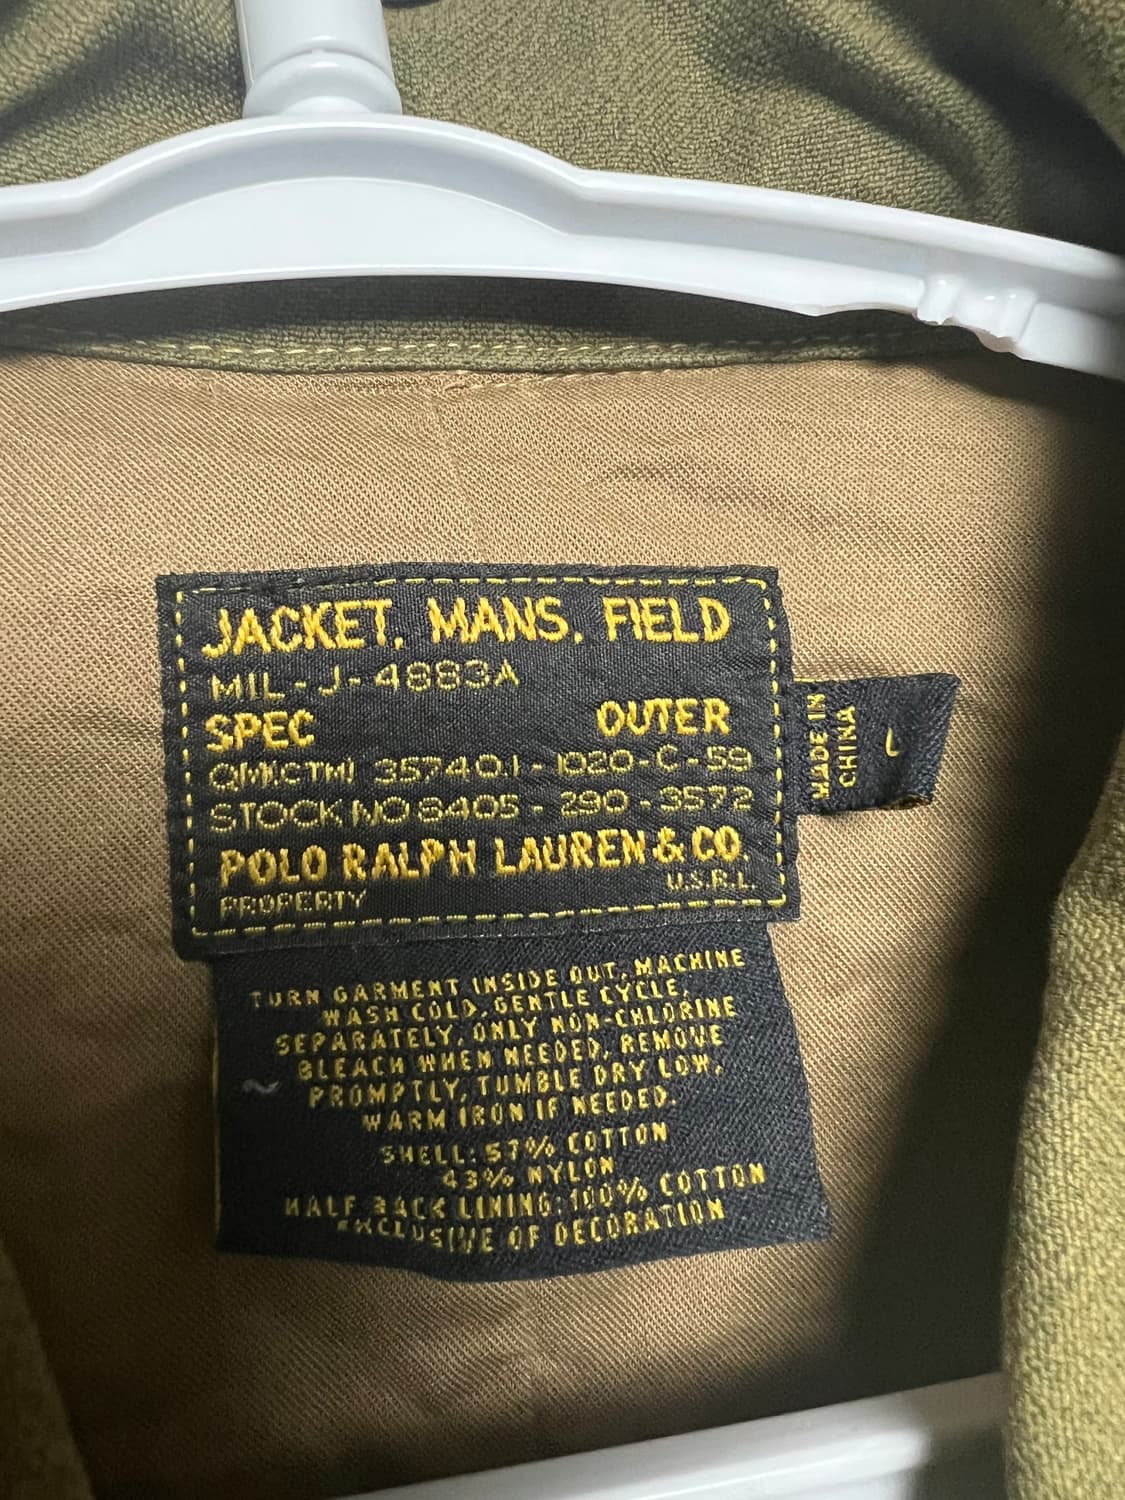 JACKET, MANS, FIELD
MIL-J-4883A
SPEC OUTER
QMKCTMI 35740.1-1020-C-59
STOCK NO 8405-290-3572
POLO RALPH LAUREN & CO.
PROPERTY U.S.R.L.
MADE IN
CHINA
L
TURN GARMENT INSIDE OUT, MACHINE
WASH COLD, GENTLE CYCLE,
SEPARATELY, ONLY NON-CHLORINE
BLEACH WHEN NEEDED, REMOVE
PROMPTLY, TUMBLE DRY LOW,
WARM IRON IF NEEDED.
SHELL: 57% COTTON
43% NYLON
HALF BACK LINING: 100% COTTON
EXCLUSIVE OF DECORATION